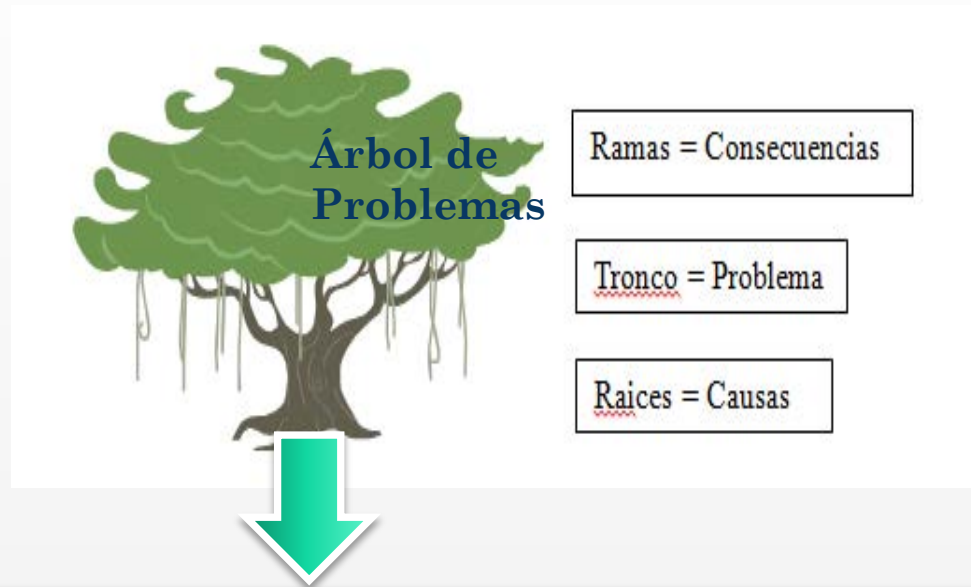 Árbol de
Problemas
Ramas = Consecuencias
Tronco = Problema
Raices = Causas